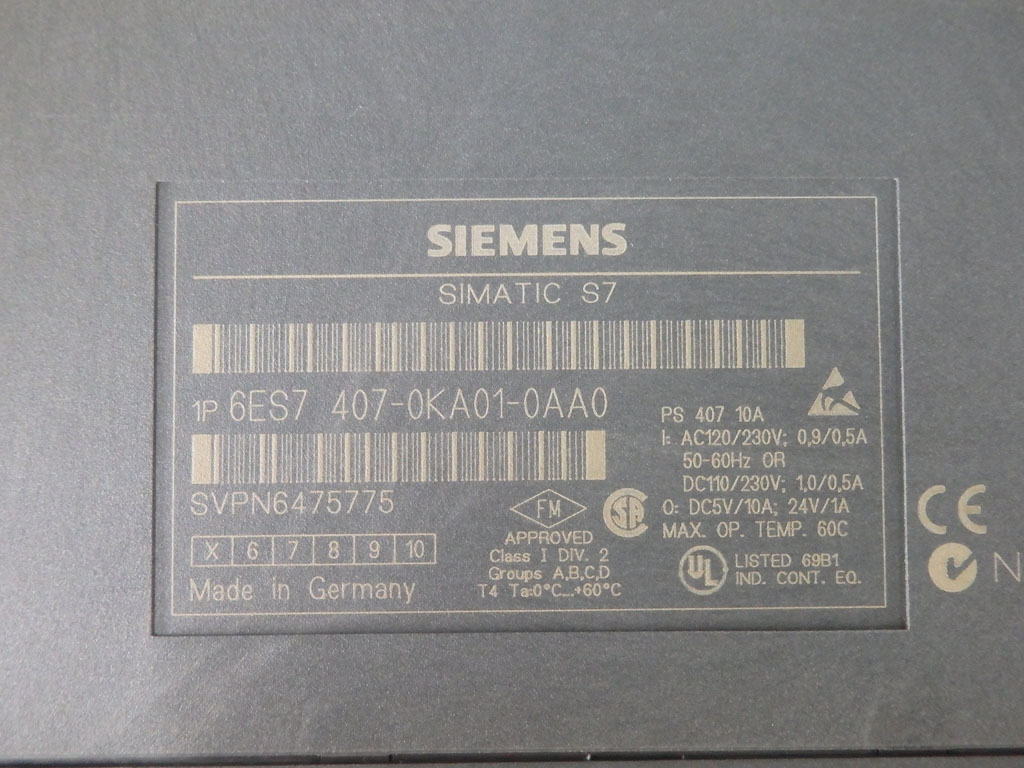 SIEMENS
SIMATIC S7
1P 6ES7 407-0KA01-0AA0
SVPN6475775
X 6 7 8 9 10
Made in Germany
FM
APPROVED
Class I DIV. 2
Groups A,B,C,D
T4 Ta:0°C...+60°C
SA
PS 407 10A
I: AC120/230V; 0,9/0,5A
50-60Hz OR
DC110/230V; 1,0/0,5A
O: DC5V/10A; 24V/1A
MAX. OP. TEMP. 60C
UL LISTED 69B1
IND. CONT. EQ.
CE
N